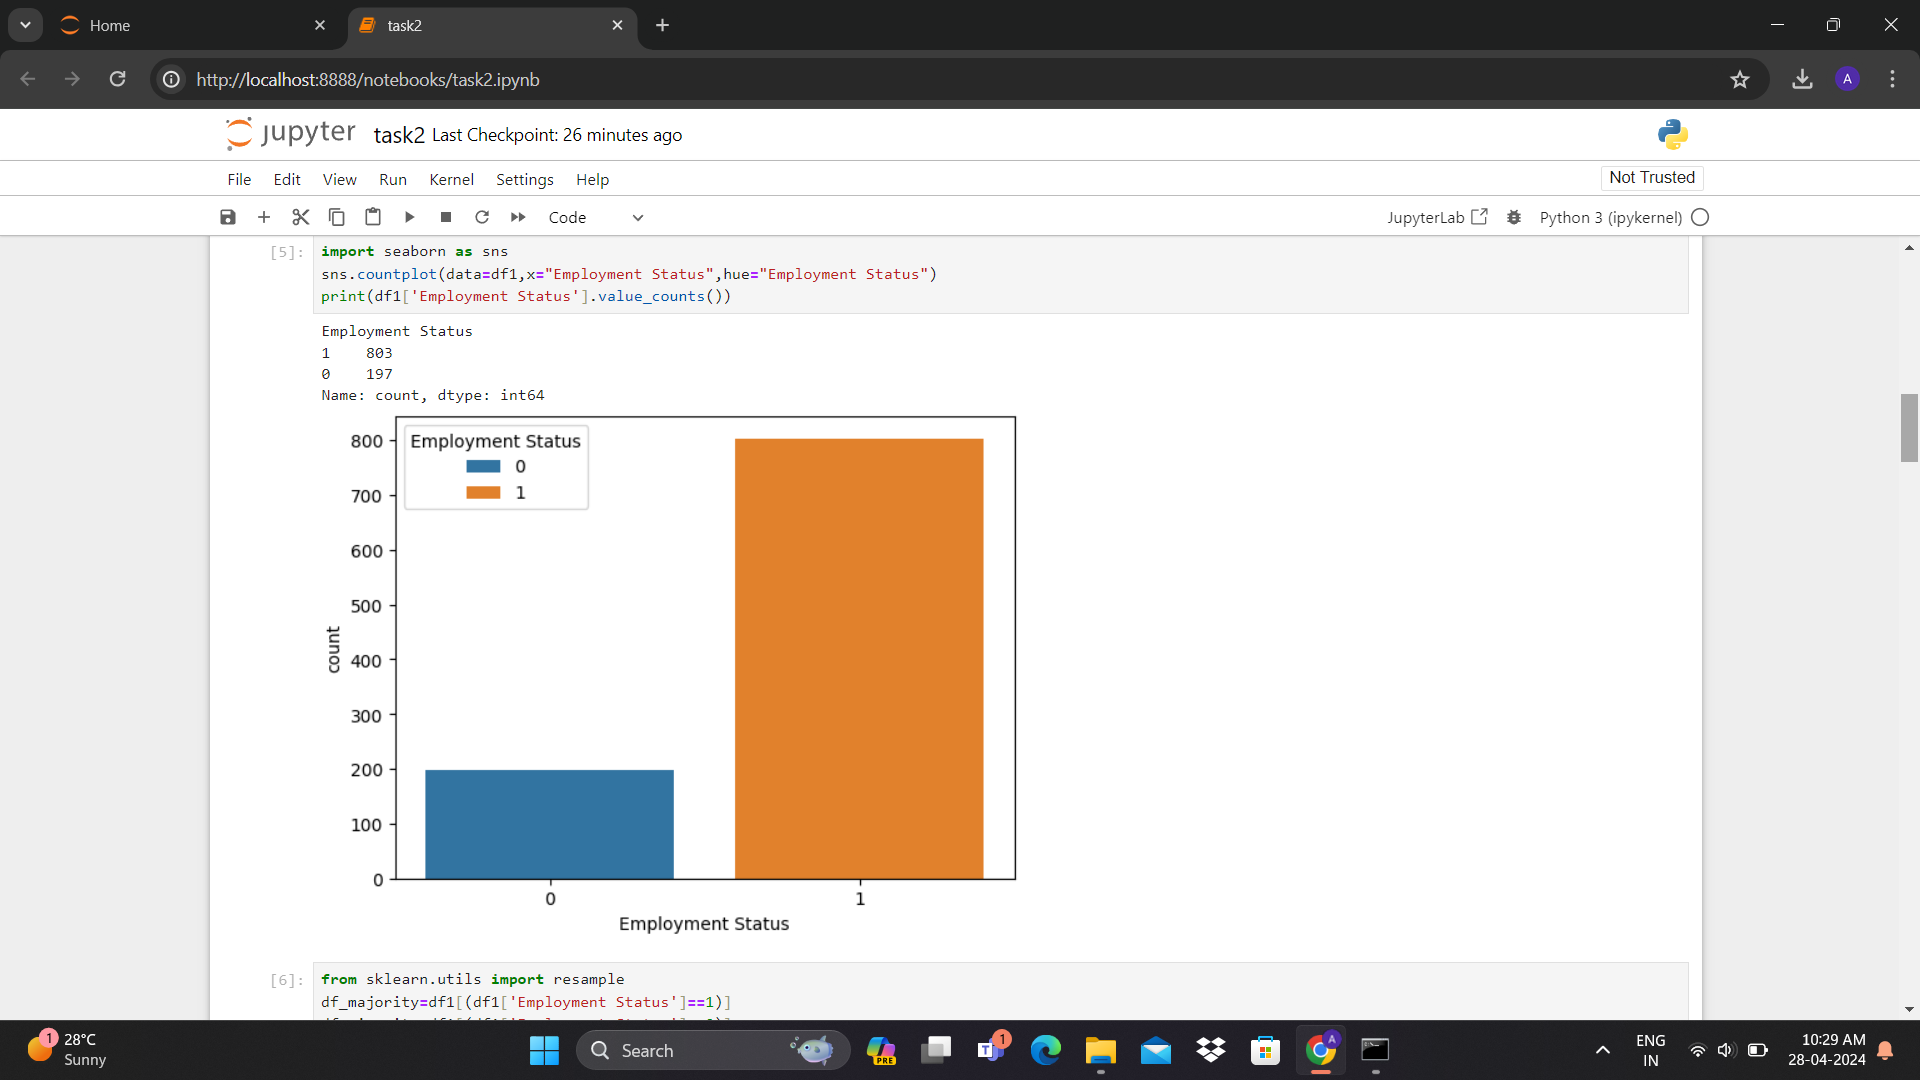 Home
task2
http://localhost:8888/notebooks/task2.ipynb
A
jupyter task2 Last Checkpoint: 26 minutes ago
File Edit View Run Kernel Settings Help
Not Trusted
Code
JupyterLab
Python 3 (ipykernel)
[5]:
import seaborn as sns
sns.countplot(data=df1,x="Employment Status",hue="Employment Status")
print(df1['Employment Status'].value_counts())
Employment Status
1    803
0    197
Name: count, dtype: int64
Employment Status
0
1
800
700
600
500
400
300
200
100
0
count
0 1
Employment Status
[6]:
from sklearn.utils import resample
df_majority=df1[(df1['Employment Status']==1)]
1
28°C
Sunny
Search
PRE
T
1
A
ENG
IN
10:29 AM
28-04-2024